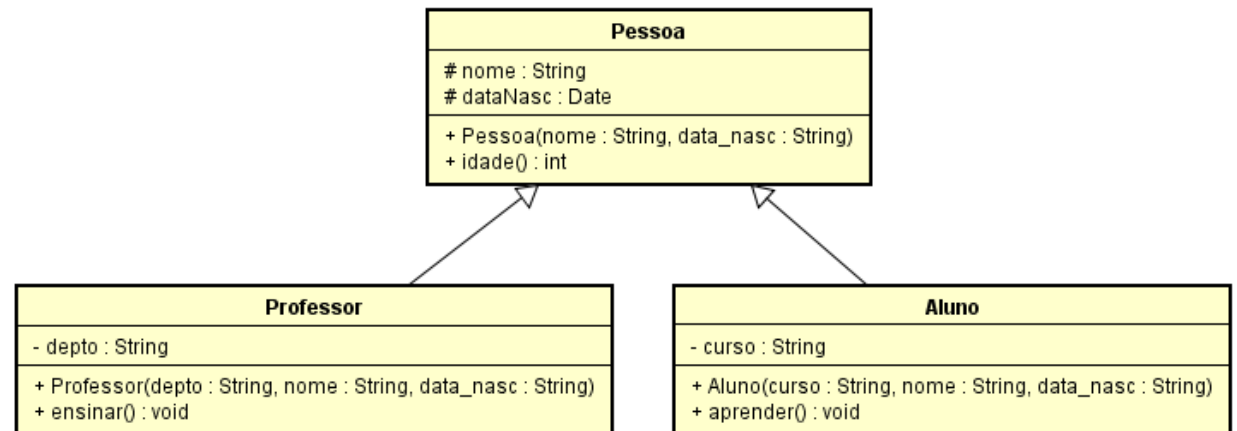 Pessoa
# nome : String
# dataNasc : Date
+ Pessoa(nome : String, data_nasc : String)
+ idade() : int
Professor
- depto : String
+ Professor(depto : String, nome : String, data_nasc : String)
+ ensinar() : void
Aluno
- curso : String
+ Aluno(curso : String, nome : String, data_nasc : String)
+ aprender() : void